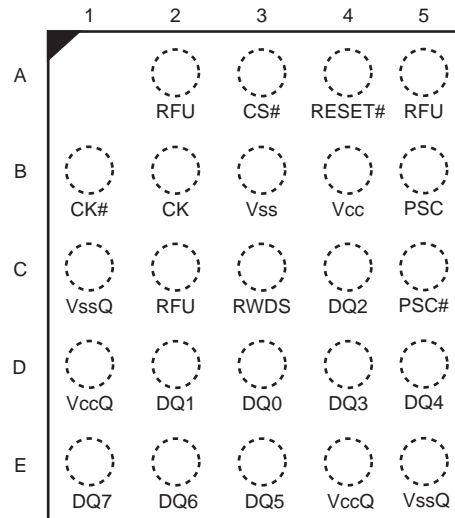 1 2 3 4 5
A
RFU CS# RESET# RFU
B
CK# CK Vss Vcc PSC
C
VssQ RFU RWDS DQ2 PSC#
D
VccQ DQ1 DQ0 DQ3 DQ4
E
DQ7 DQ6 DQ5 VccQ VssQ